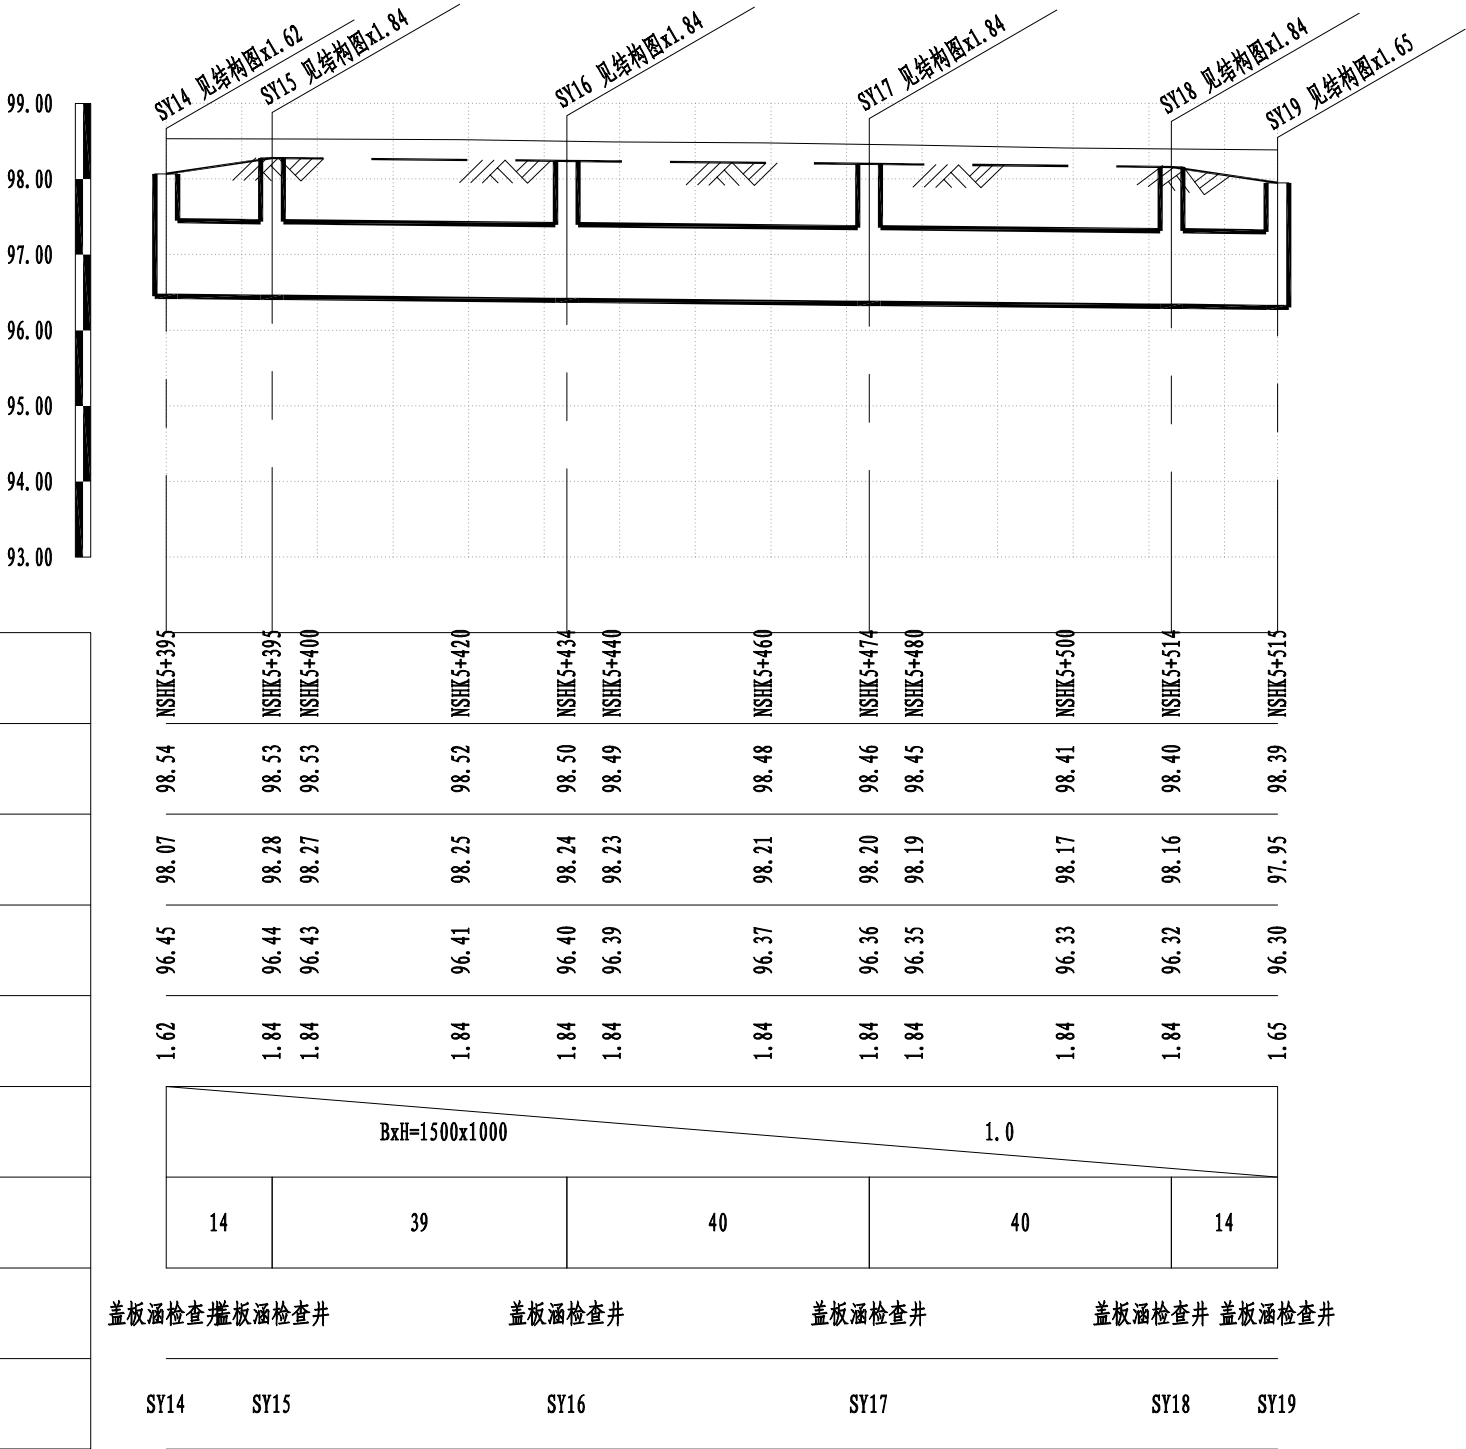 SY14 见结构图x1.62
SY15 见结构图x1.84
SY16 见结构图x1.84
SY17 见结构图x1.84
SY18 见结构图x1.84
SY19 见结构图x1.65
99.00
98.00
97.00
96.00
95.00
94.00
93.00
NSHK5+395 NSHK5+395 NSHK5+400 NSHK5+420 NSHK5+434 NSHK5+440 NSHK5+460 NSHK5+474 NSHK5+480 NSHK5+500 NSHK5+514 NSHK5+515
98.54 98.53 98.53 98.52 98.50 98.49 98.48 98.46 98.45 98.41 98.40 98.39
98.07 98.28 98.27 98.25 98.24 98.23 98.21 98.20 98.19 98.17 98.16 97.95
96.45 96.44 96.43 96.41 96.40 96.39 96.37 96.36 96.35 96.33 96.32 96.30
1.62 1.84 1.84 1.84 1.84 1.84 1.84 1.84 1.84 1.84 1.84 1.65
BxH=1500x1000 1.0
14 39 40 40 14
盖板涵检查井 盖板涵检查井 盖板涵检查井 盖板涵检查井 盖板涵检查井 盖板涵检查井
SY14 SY15 SY16 SY17 SY18 SY19